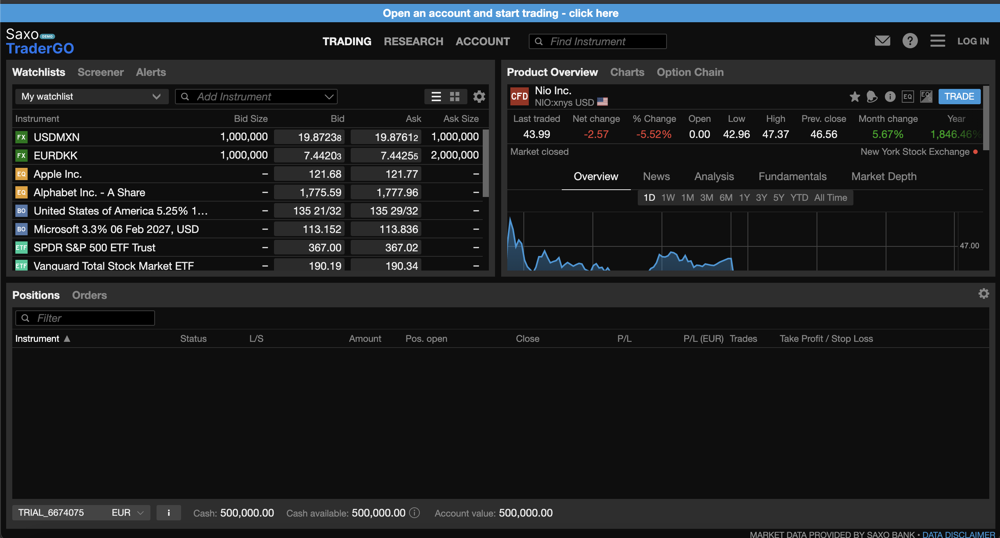 Open an account and start trading - click here
Saxo DEMO
TraderGO
TRADING RESEARCH ACCOUNT Find Instrument LOG IN
Watchlists Screener Alerts
My watchlist Add Instrument
Instrument Bid Size Bid Ask Ask Size
FX USDMXN 1,000,000 19.87238 19.87612 1,000,000
FX EURDKK 1,000,000 7.44203 7.44255 2,000,000
EQ Apple Inc. – 121.68 121.77 –
EQ Alphabet Inc. - A Share – 1,775.59 1,777.96 –
BO United States of America 5.25% 1... – 135 21/32 135 29/32 –
BO Microsoft 3.3% 06 Feb 2027, USD – 113.152 113.836 –
ETF SPDR S&P 500 ETF Trust – 367.00 367.02 –
ETF Vanguard Total Stock Market ETF – 190.19 190.34 –
Product Overview Charts Option Chain
CFD Nio Inc.
NIO:xnys USD
EQ EQ O TRADE
Last traded Net change % Change Open Low High Prev. close Month change Year
43.99 -2.57 -5.52% 0.00 42.96 47.37 46.56 5.67% 1,846.46%
Market closed New York Stock Exchange
Overview News Analysis Fundamentals Market Depth
1D 1W 1M 3M 6M 1Y 3Y 5Y YTD All Time
47.00
Positions Orders
Filter
Instrument ▲ Status L/S Amount Pos. open Close P/L P/L (EUR) Trades Take Profit / Stop Loss
TRIAL_6674075 EUR i Cash: 500,000.00 Cash available: 500,000.00 Account value: 500,000.00
MARKET DATA PROVIDED BY SAXO BANK • DATA DISCLAIMER